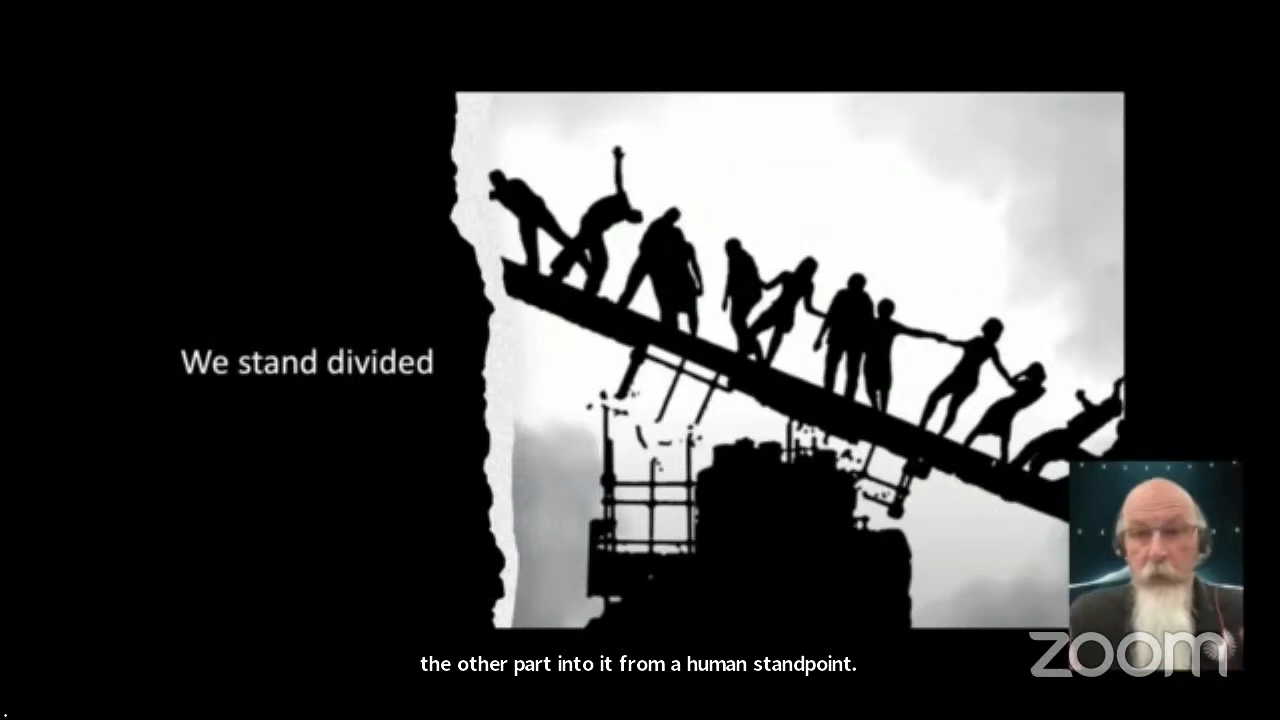 We stand divided
the other part into it from a human standpoint.
zoom